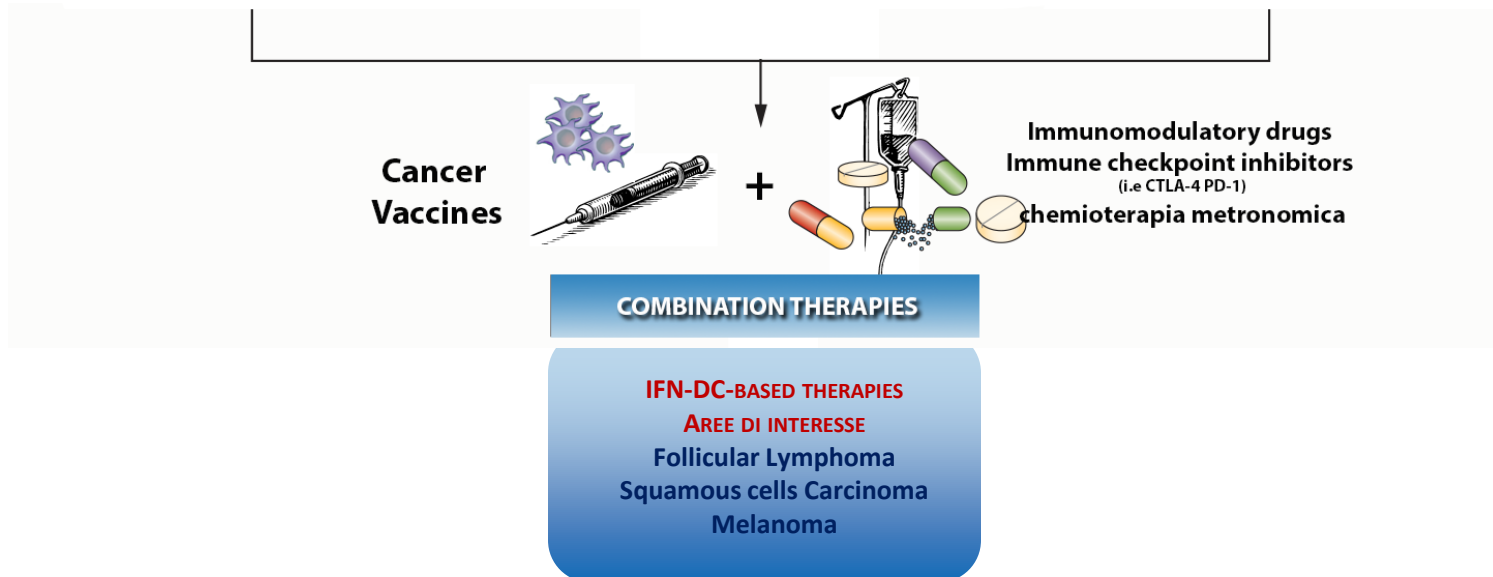 Cancer
Vaccines
+
Immunomodulatory drugs
Immune checkpoint inhibitors
(i.e CTLA-4 PD-1)
chemioterapia metronomica
COMBINATION THERAPIES
IFN-DC-BASED THERAPIES
AREE DI INTERESSE
Follicular Lymphoma
Squamous cells Carcinoma
Melanoma